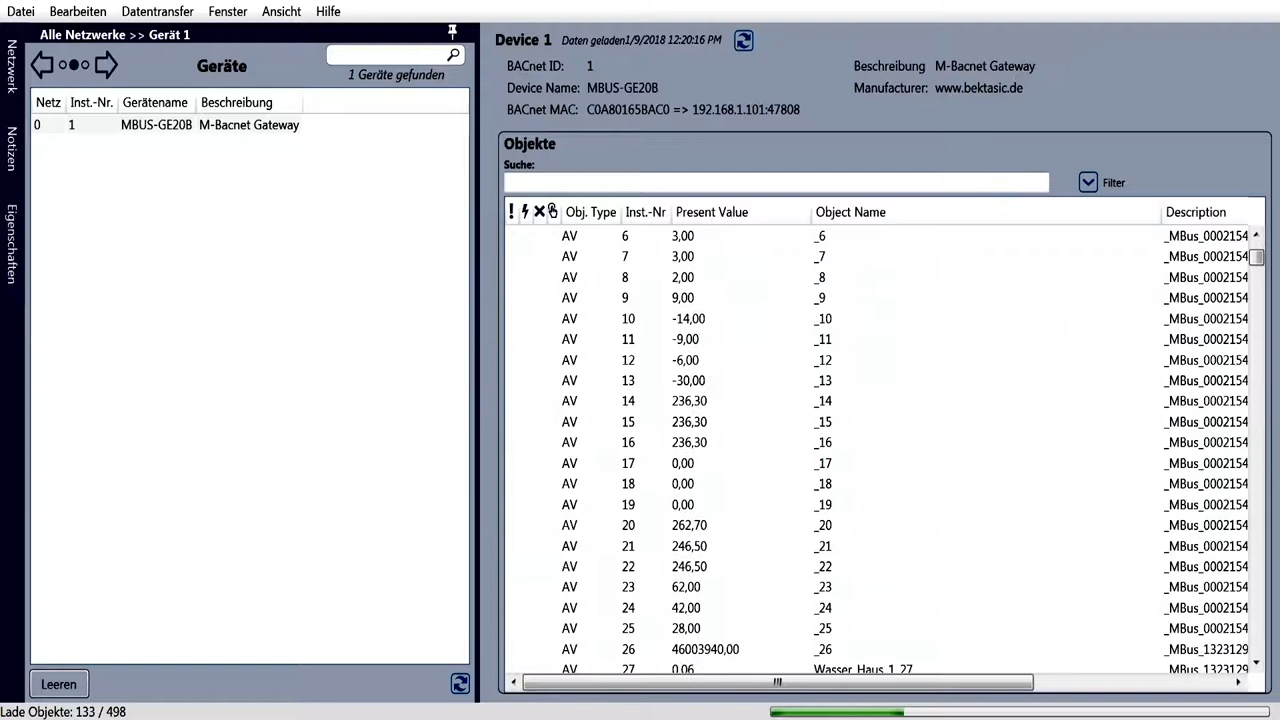 Datei Bearbeiten Datentransfer Fenster Ansicht Hilfe
Netzwerk
Notizen
Eigenschaften
Alle Netzwerke >> Gerät 1
Geräte
1 Geräte gefunden
Netz Inst.-Nr. Gerätename Beschreibung
0 1 MBUS-GE20B M-Bacnet Gateway
Leeren
Lade Objekte: 133 / 498
Device 1 Daten geladen1/9/2018 12:20:16 PM
BACnet ID: 1 Beschreibung M-Bacnet Gateway
Device Name: MBUS-GE20B Manufacturer: www.bektasic.de
BACnet MAC: C0A80165BAC0 => 192.168.1.101:47808
Objekte
Suche:
Filter
Obj. Type Inst.-Nr Present Value Object Name Description
AV 6 3,00 _6 _MBus_0002154
AV 7 3,00 _7 _MBus_0002154
AV 8 2,00 _8 _MBus_0002154
AV 9 9,00 _9 _MBus_0002154
AV 10 -14,00 _10 _MBus_0002154
AV 11 -9,00 _11 _MBus_0002154
AV 12 -6,00 _12 _MBus_0002154
AV 13 -30,00 _13 _MBus_0002154
AV 14 236,30 _14 _MBus_0002154
AV 15 236,30 _15 _MBus_0002154
AV 16 236,30 _16 _MBus_0002154
AV 17 0,00 _17 _MBus_0002154
AV 18 0,00 _18 _MBus_0002154
AV 19 0,00 _19 _MBus_0002154
AV 20 262,70 _20 _MBus_0002154
AV 21 246,50 _21 _MBus_0002154
AV 22 246,50 _22 _MBus_0002154
AV 23 62,00 _23 _MBus_0002154
AV 24 42,00 _24 _MBus_0002154
AV 25 28,00 _25 _MBus_0002154
AV 26 46003940,00 _26 _MBus_1323129
AV 27 0,06 Wasser_Haus_1_27 _MBus_1323129